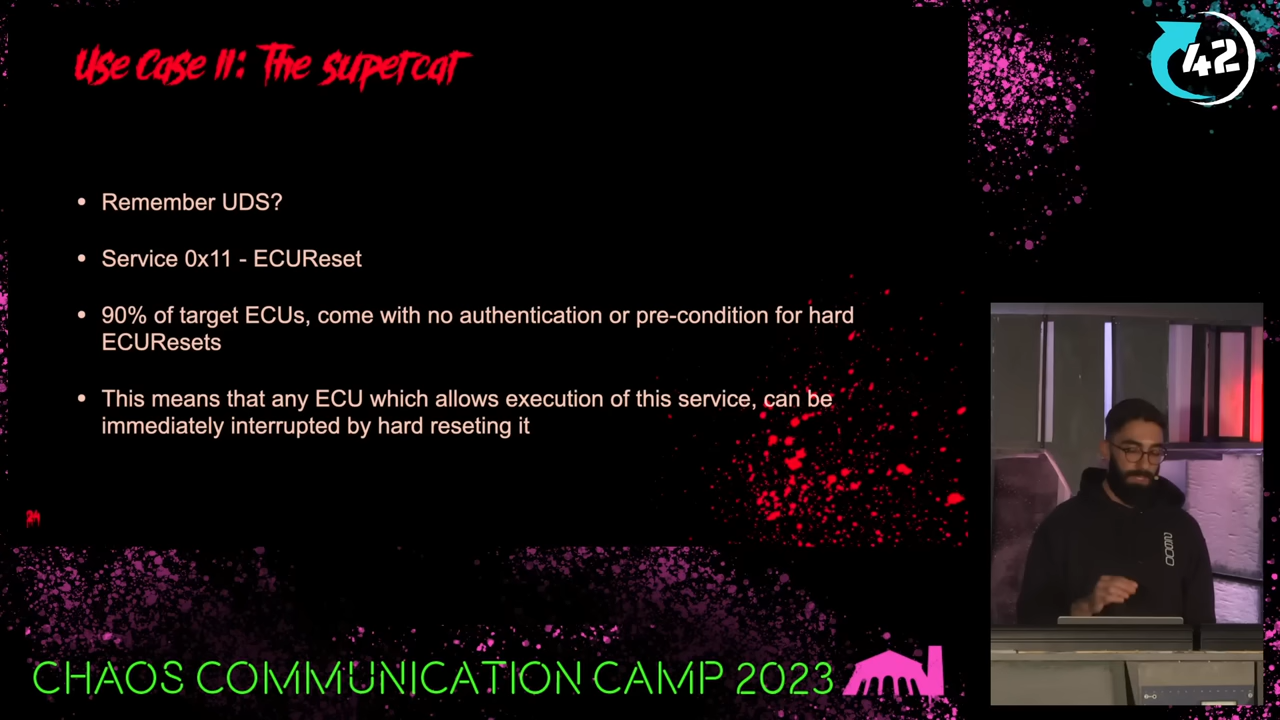 Use Case II: The supercar
42
• Remember UDS?
• Service 0x11 - ECUReset
• 90% of target ECUs, come with no authentication or pre-condition for hard
ECUResets
• This means that any ECU which allows execution of this service, can be
immediately interrupted by hard reseting it
CHAOS COMMUNICATION CAMP 2023